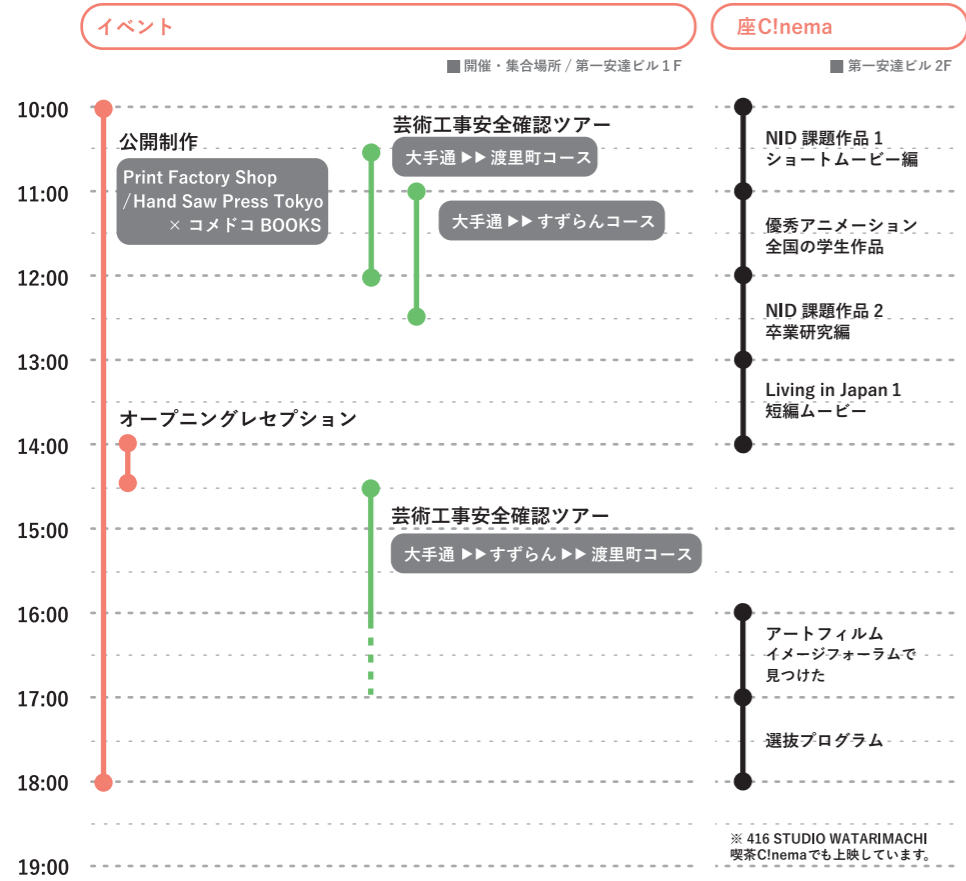 イベント
座C!nema
■ 開催・集合場所 / 第一安達ビル 1 F
■ 第一安達ビル 2F
10:00
公開制作
Print Factory Shop
/Hand Saw Press Tokyo
× コメドコ BOOKS
芸術工事安全確認ツアー
大手通 ▶▶ 渡里町コース
NID 課題作品 1
ショートムービー編
11:00
大手通 ▶▶ すずらんコース
優秀アニメーション
全国の学生作品
12:00
NID 課題作品 2
卒業研究編
13:00
Living in Japan 1
短編ムービー
オープニングレセプション
14:00
15:00
芸術工事安全確認ツアー
大手通 ▶▶ すずらん ▶▶ 渡里町コース
16:00
アートフィルム
イメージフォーラムで
見つけた
17:00
選抜プログラム
18:00
※ 416 STUDIO WATARIMACHI
喫茶C!nemaでも上映しています。
19:00